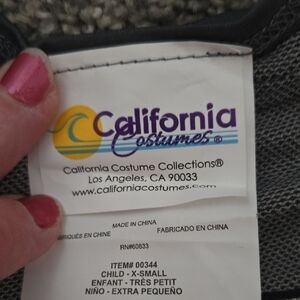 California
Costumes®
California Costume Collections®
Los Angeles, CA 90033
www.californiacostumes.com
MADE IN CHINA
FABRIQUÉS EN CHINE
FABRICADO EN CHINA
RN#60833
ITEM# 00344
CHILD - X-SMALL
ENFANT - TRÈS PETIT
NIÑO - EXTRA PEQUEÑO